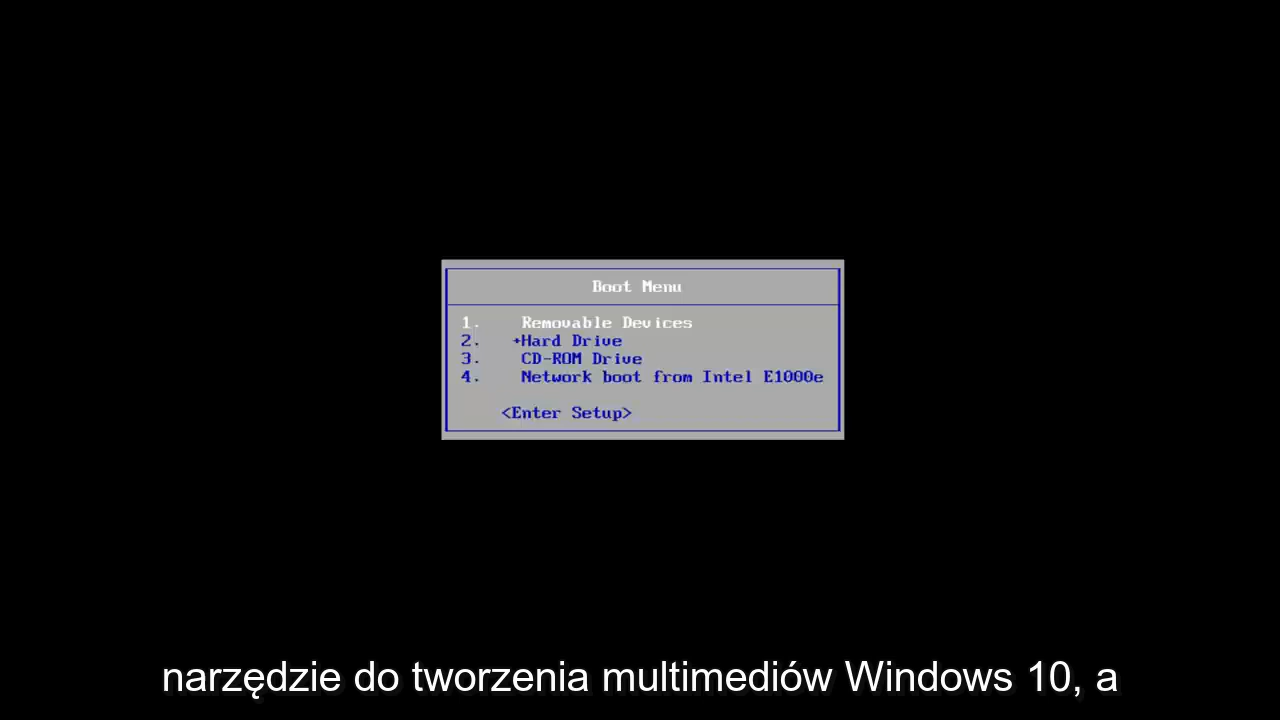 Boot Menu
1. Removable Devices
2. +Hard Drive
3. CD-ROM Drive
4. Network boot from Intel E1000e
<Enter Setup>
narzędzie do tworzenia multimediów Windows 10, a